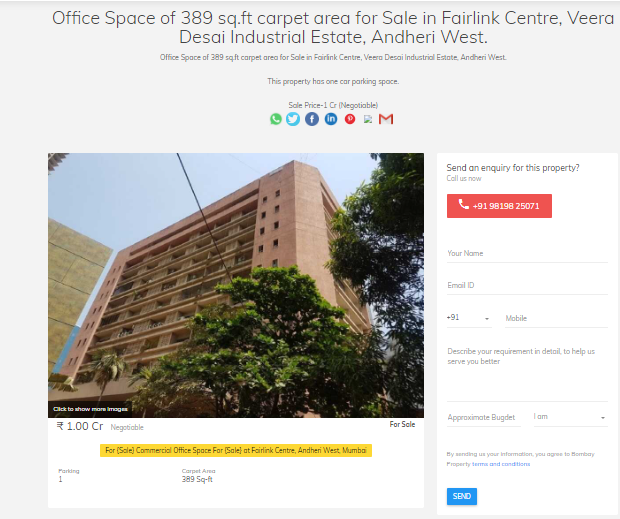 Office Space of 389 sq.ft carpet area for Sale in Fairlink Centre, Veera
Desai Industrial Estate, Andheri West.
Office Space of 389 sq.ft carpet area for Sale in Fairlink Centre, Veera Desai Industrial Estate, Andheri West.
This property has one car parking space.
Sale Price-1 Cr (Negotiable)
Send an enquiry for this property?
Call us now
+91 98198 25071
Your Name
Email ID
+91
Mobile
Describe your requirement in detail, to help us
serve you better
Approximate Bugdet
I am
By sending us your information, you agree to Bombay
Property terms and conditions
SEND
Click to show more images
₹ 1.00 Cr Negotiable
For Sale
For {Sale} Commercial Office Space For {Sale} at Fairlink Centre, Andheri West, Mumbai
Parking
1
Carpet Area
389 Sq-ft